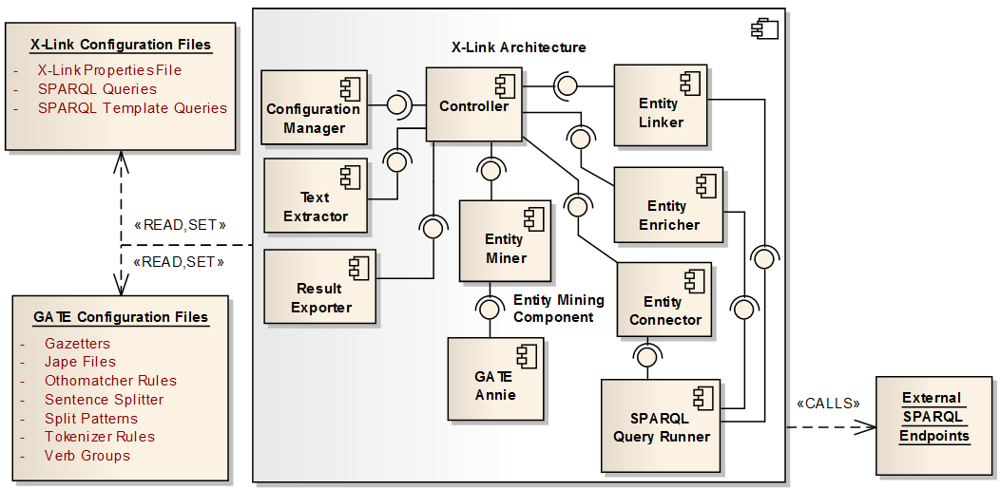 X-Link Configuration Files
- X-Link Properties File
- SPARQL Queries
- SPARQL Template Queries
«READ,SET»
«READ,SET»
GATE Configuration Files
- Gazetters
- Jape Files
- Othomatcher Rules
- Sentence Splitter
- Split Patterns
- Tokenizer Rules
- Verb Groups
X-Link Architecture
Configuration
Manager
Controller
Entity
Linker
Text
Extractor
Entity
Enricher
Entity
Miner
Result
Exporter
Entity Mining
Component
Entity
Connector
GATE
Annie
SPARQL
Query Runner
«CALLS»
External
SPARQL
Endpoints